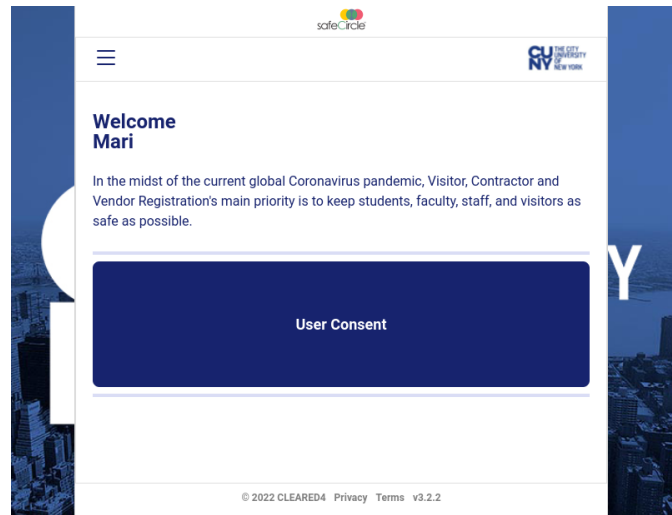 safeCircle
CU THE CITY
UNIVERSITY
OF
NY NEW YORK
Welcome
Mari
In the midst of the current global Coronavirus pandemic, Visitor, Contractor and
Vendor Registration's main priority is to keep students, faculty, staff, and visitors as
safe as possible.
Y
User Consent
© 2022 CLEARED4 Privacy Terms v3.2.2